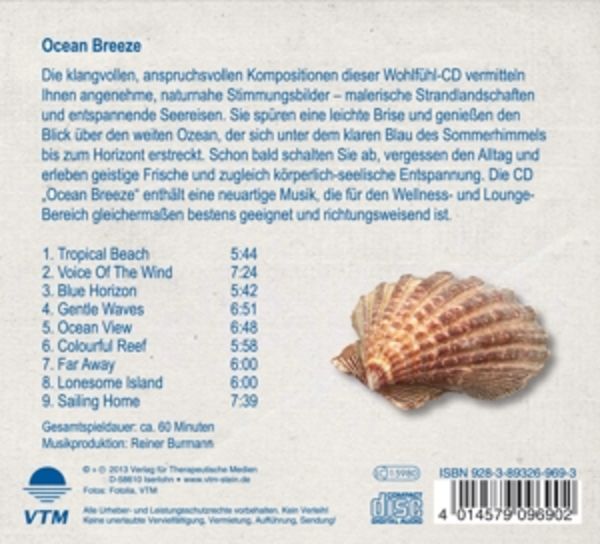 Ocean Breeze
Die klangvollen, anspruchsvollen Kompositionen dieser Wohlfühl-CD vermitteln
Ihnen angenehme, naturnahe Stimmungsbilder – malerische Strandlandschaften
und entspannende Seereisen. Sie spüren eine leichte Brise und genießen den
Blick über den weiten Ozean, der sich unter dem klaren Blau des Sommerhimmels
bis zum Horizont erstreckt. Schon bald schalten Sie ab, vergessen den Alltag und
erleben geistige Frische und zugleich körperlich-seelische Entspannung. Die CD
„Ocean Breeze“ enthält eine neuartige Musik, die für den Wellness- und Lounge-
Bereich gleichermaßen bestens geeignet und richtungsweisend ist.
1. Tropical Beach 5:44
2. Voice Of The Wind 7:24
3. Blue Horizon 5:42
4. Gentle Waves 6:51
5. Ocean View 6:48
6. Colourful Reef 5:58
7. Far Away 6:00
8. Lonesome Island 6:00
9. Sailing Home 7:39
Gesamtspieldauer: ca. 60 Minuten
Musikproduktion: Reiner Burmann
℗ + © 2013 Verlag für Therapeutische Medien
D-58610 Iserlohn • www.vtm-stein.de
Fotos: Fotolia, VTM
Alle Urheber- und Leistungsschutzrechte vorbehalten. Kein Verleih!
Keine unerlaubte Vervielfältigung, Vermietung, Aufführung, Sendung!
VTM
LC 15980
COMPACT
disc
DIGITAL AUDIO
ISBN 928-3-89326-969-3
4 014579 096902